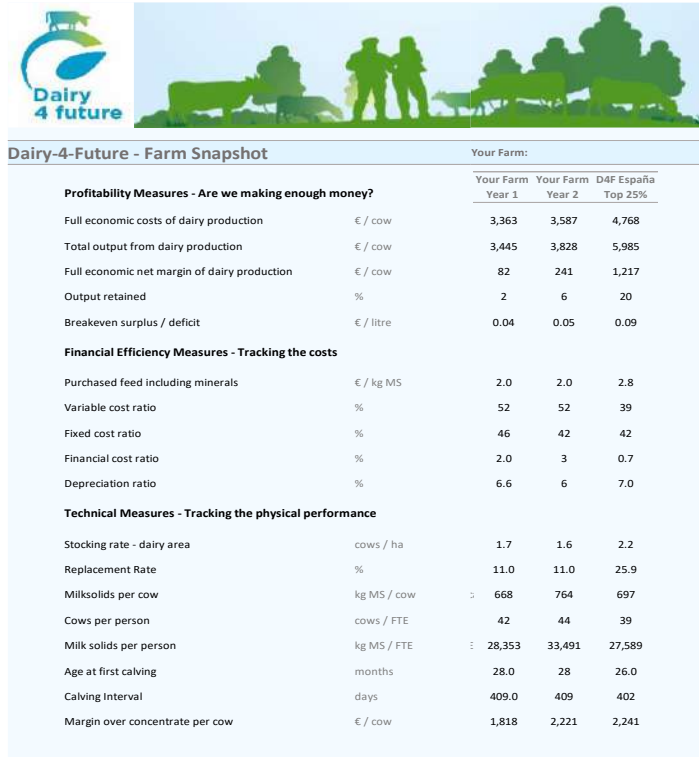 Dairy
4 future
Dairy-4-Future - Farm Snapshot Your Farm:
Your Farm Your Farm D4F España
Profitability Measures - Are we making enough money? Year 1 Year 2 Top 25%
Full economic costs of dairy production € / cow 3,363 3,587 4,768
Total output from dairy production € / cow 3,445 3,828 5,985
Full economic net margin of dairy production € / cow 82 241 1,217
Output retained % 2 6 20
Breakeven surplus / deficit € / litre 0.04 0.05 0.09
Financial Efficiency Measures - Tracking the costs
Purchased feed including minerals € / kg MS 2.0 2.0 2.8
Variable cost ratio % 52 52 39
Fixed cost ratio % 46 42 42
Financial cost ratio % 2.0 3 0.7
Depreciation ratio % 6.6 6 7.0
Technical Measures - Tracking the physical performance
Stocking rate - dairy area cows / ha 1.7 1.6 2.2
Replacement Rate % 11.0 11.0 25.9
Milksolids per cow kg MS / cow 668 764 697
Cows per person cows / FTE 42 44 39
Milk solids per person kg MS / FTE 28,353 33,491 27,589
Age at first calving months 28.0 28 26.0
Calving Interval days 409.0 409 402
Margin over concentrate per cow € / cow 1,818 2,221 2,241